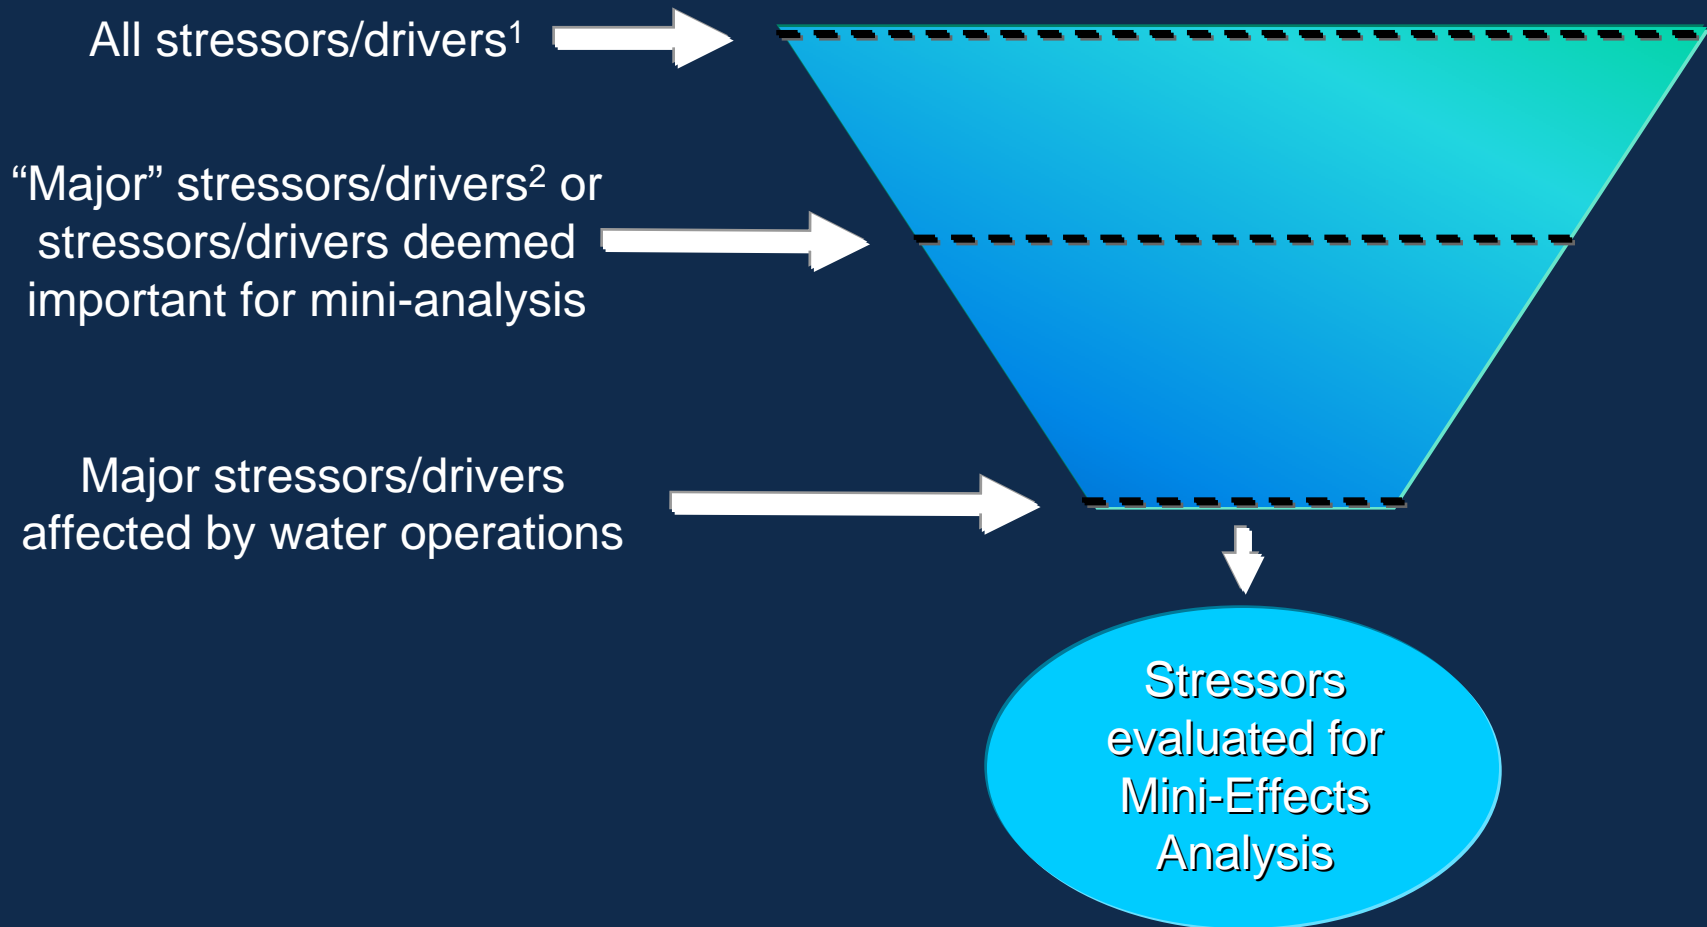 All stressors/drivers¹
“Major” stressors/drivers² or
stressors/drivers deemed
important for mini-analysis
Major stressors/drivers
affected by water operations
Stressors
evaluated for
Mini-Effects
Analysis